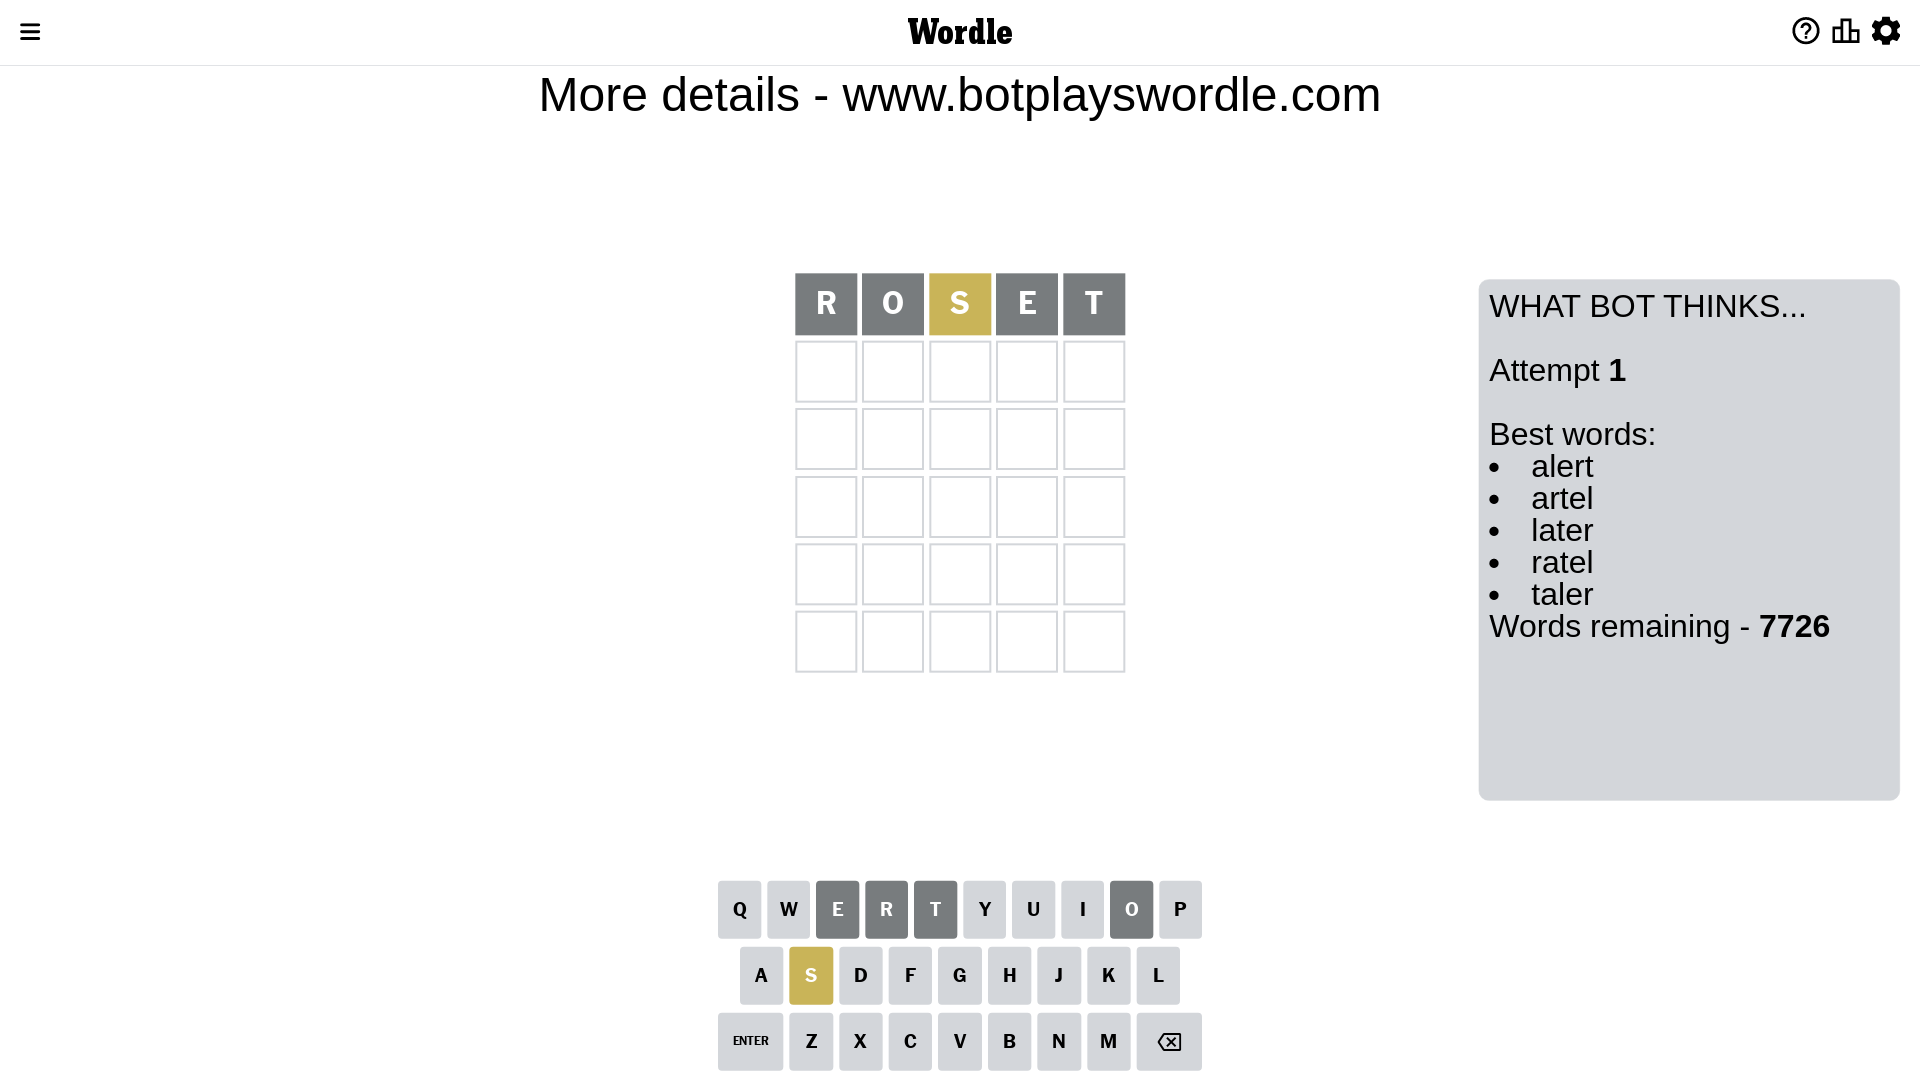 Wordle
More details - www.botplayswordle.com
R O S E T
WHAT BOT THINKS...
Attempt 1
Best words:
• alert
• artel
• later
• ratel
• taler
Words remaining - 7726
Q W E R T Y U I O P
A S D F G H J K L
ENTER Z X C V B N M